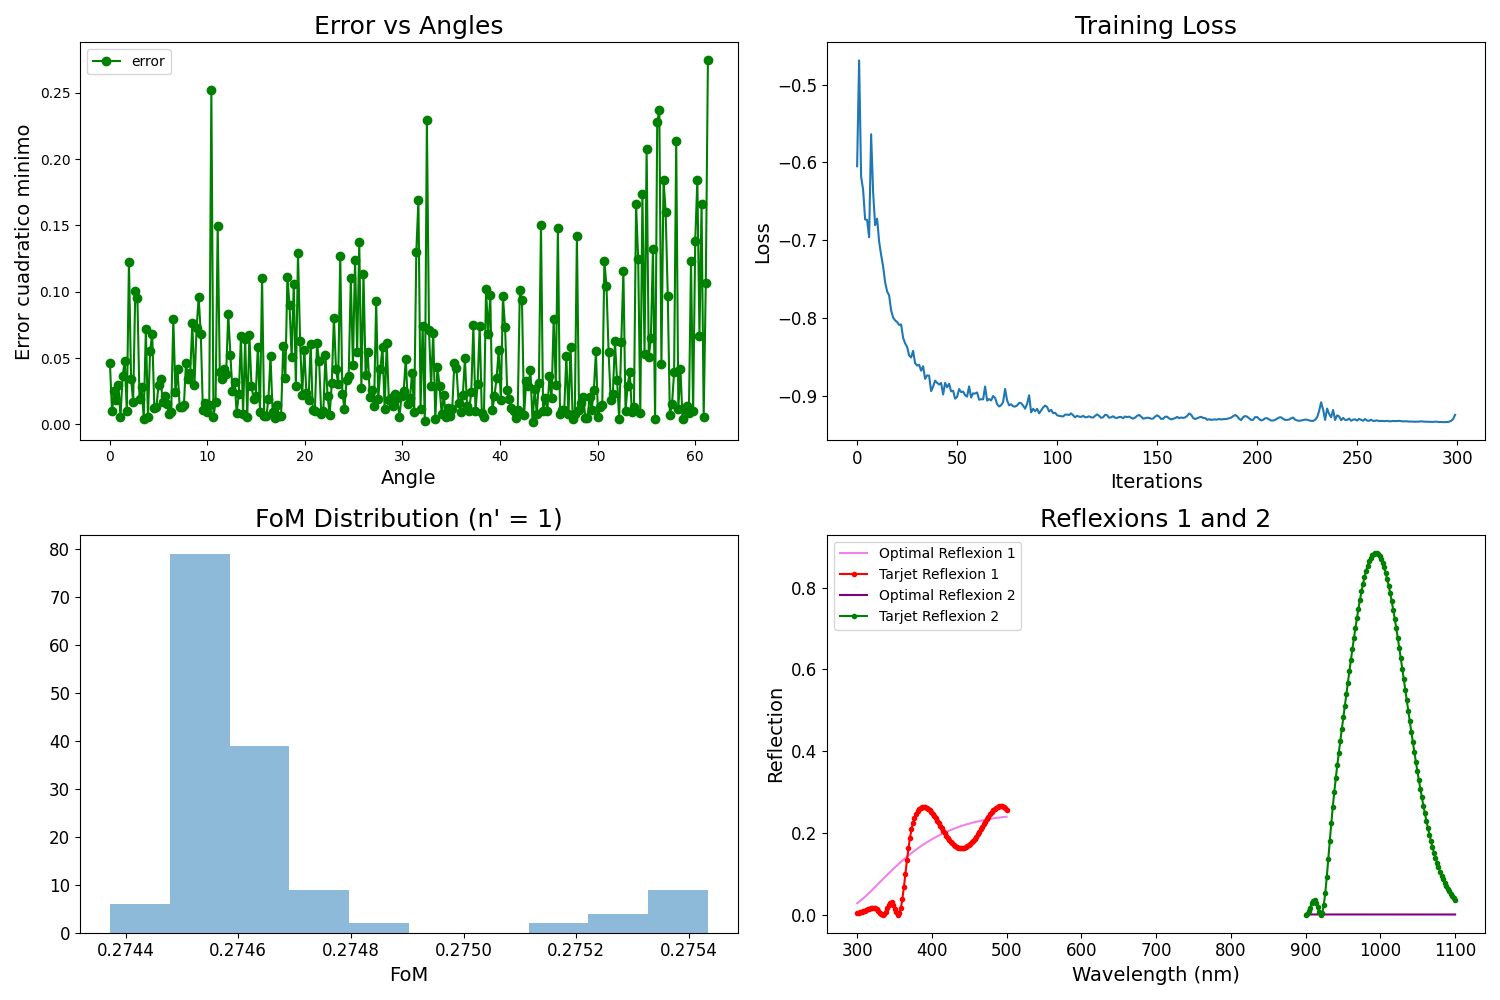 Error vs Angles
error
Error cuadratico minimo
0.25
0.20
0.15
0.10
0.05
0.00
0 10 20 30 40 50 60
Angle
Training Loss
Loss
−0.5
−0.6
−0.7
−0.8
−0.9
0 50 100 150 200 250 300
Iterations
FoM Distribution (n' = 1)
80
70
60
50
40
30
20
10
0
0.2744 0.2746 0.2748 0.2750 0.2752 0.2754
FoM
Reflexions 1 and 2
Optimal Reflexion 1
Tarjet Reflexion 1
Optimal Reflexion 2
Tarjet Reflexion 2
Reflection
0.8
0.6
0.4
0.2
0.0
300 400 500 600 700 800 900 1000 1100
Wavelength (nm)